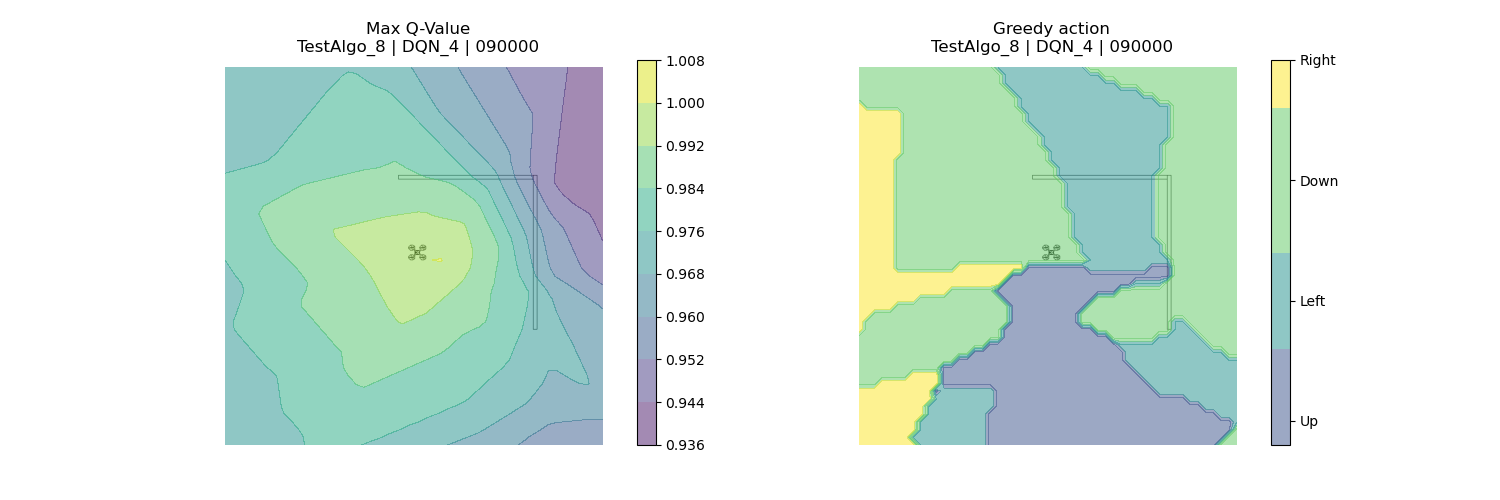 Max Q-Value
TestAlgo_8 | DQN_4 | 090000
1.008
1.000
0.992
0.984
0.976
0.968
0.960
0.952
0.944
0.936
Greedy action
TestAlgo_8 | DQN_4 | 090000
Right
Down
Left
Up